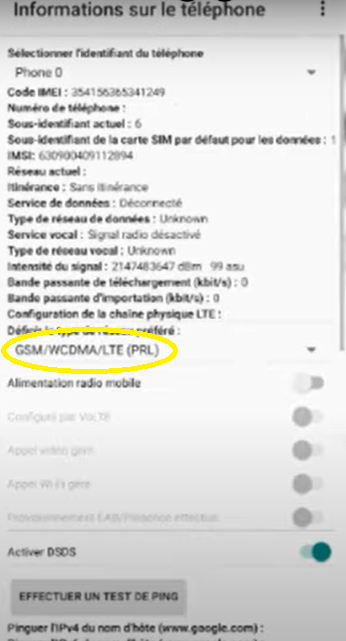 Informations sur le téléphone
Sélectionner l'identifiant du téléphone
Phone 0
Code IMEI : 354156365341249
Numéro de téléphone :
Sous-identifiant actuel : 6
Sous-identifiant de la carte SIM par défaut pour les données : 1
IMSI: 630900409112894
Réseau actuel :
Itinérance : Sans itinérance
Service de données : Déconnecté
Type de réseau de données : Unknown
Service vocal : Signal radio désactivé
Type de réseau vocal : Unknown
Intensité du signal : 2147483647 dBm 99 asu
Bande passante de téléchargement (kbit/s) : 0
Bande passante d'importation (kbit/s) : 0
Configuration de la chaîne physique LTE :
Définir le type de réseau préféré :
GSM/WCDMA/LTE (PRL)
Alimentation radio mobile
Configuré par VoLTE
Appel vidéo géré
Appel Wi-Fi géré
Provisionnement EAB/Presence effectué
Activer DSDS
EFFECTUER UN TEST DE PING
Pinguer l'IPv4 du nom d'hôte (www.google.com) :